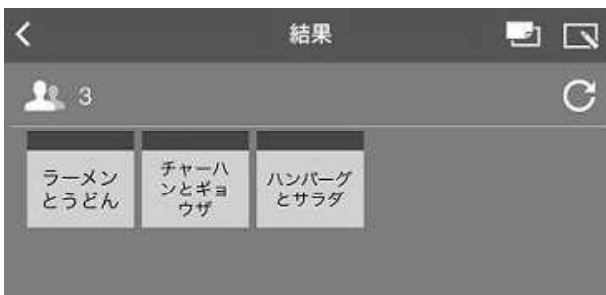 結果
3
ラーメン
とうどん
チャーハ
ンとギョ
ウザ
ハンバーグ
とサラダ